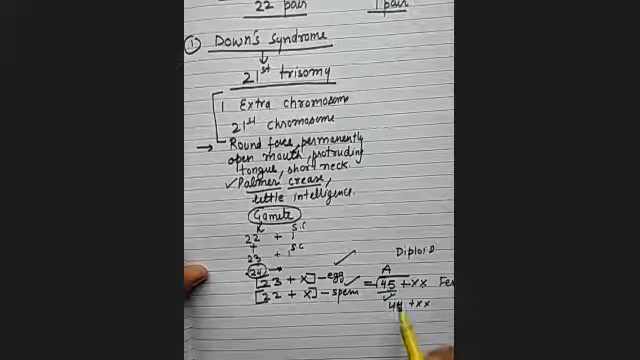 22 pair 1 pair
① Down's Syndrome
21st trisomy
1 Extra chromosome
21st chromosome
→ Round face, permanently
open mouth, protruding
tongue, short neck.
✓ Palmer crease,
little intelligence.
Gamete
S.C
22 + 1
+
23 + 1 S.C
24 →
Diploid
A
[23 + X] - egg = 45 + XX
[22 + X] - sperm
44 + XX